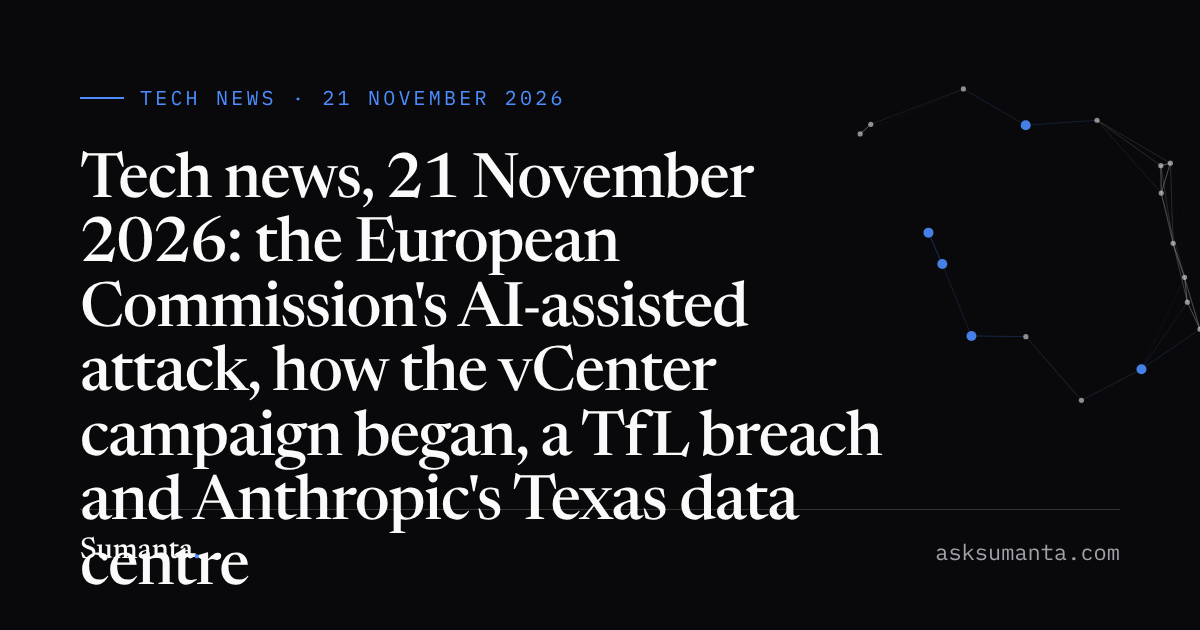 TECH NEWS · 21 NOVEMBER 2026
Tech news, 21 November
2026: the European
Commission's AI-assisted
attack, how the vCenter
campaign began, a TfL breach
and Anthropic's Texas data
centre
Sumanta.
asksumanta.com